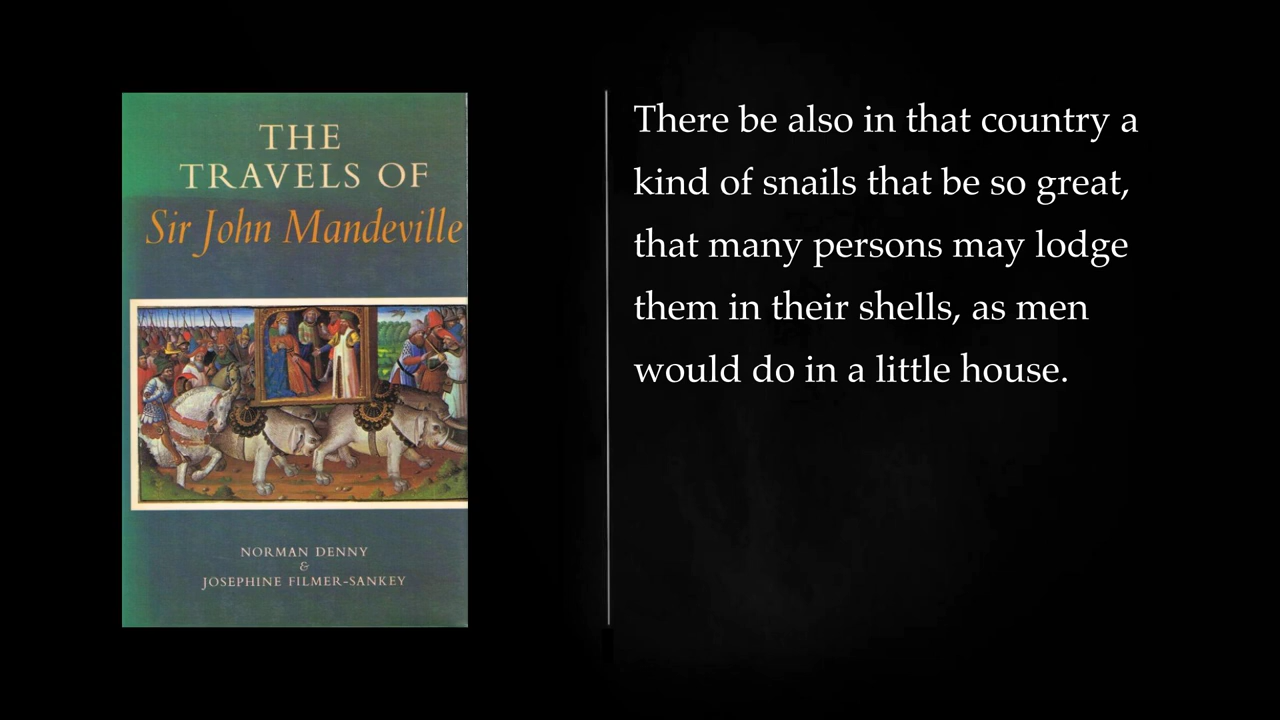 THE
TRAVELS OF
Sir John Mandeville
NORMAN DENNY
&
JOSEPHINE FILMER-SANKEY
There be also in that country a
kind of snails that be so great,
that many persons may lodge
them in their shells, as men
would do in a little house.